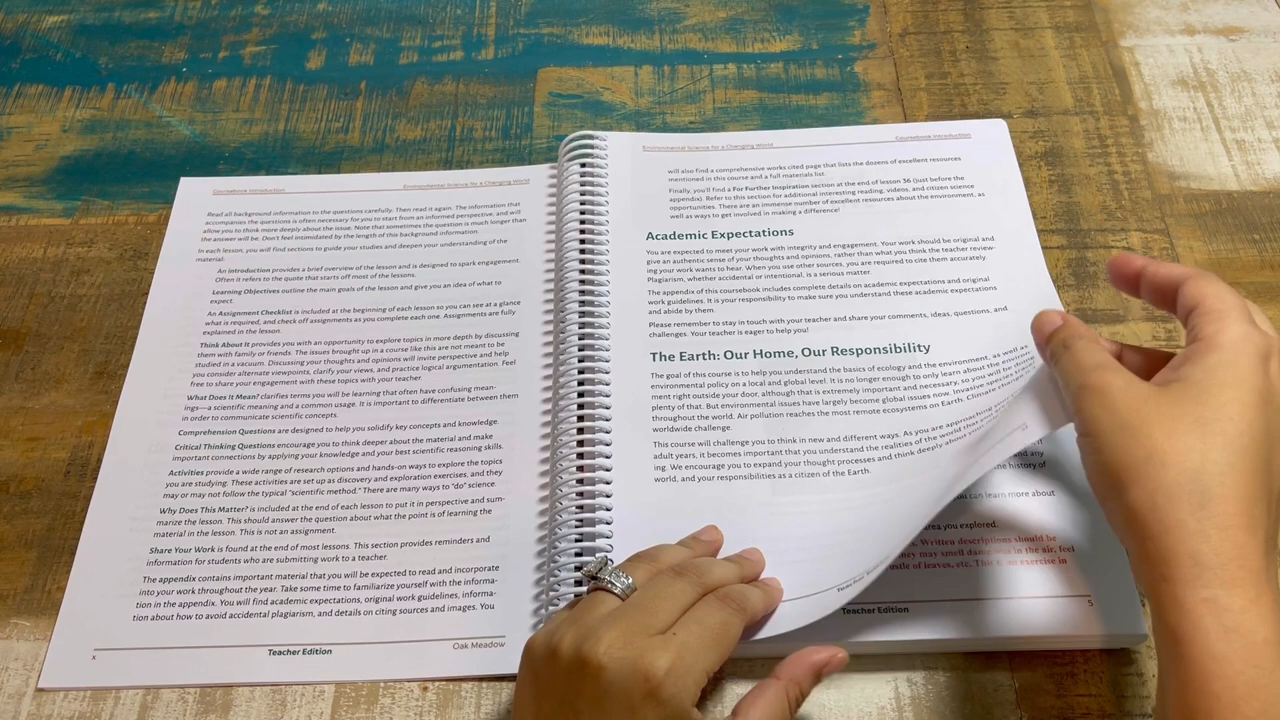 Coursebook Introduction
Environmental Science for a Changing World
Read all background information to the questions carefully. Then read it again. The information that
accompanies the questions is often necessary for you to start from an informed perspective, and will
allow you to think more deeply about the issue. Note that sometimes the question is much longer than
the answer will be. Don't feel intimidated by the length of this background information.
In each lesson, you will find sections to guide your studies and deepen your understanding of the
material:
An introduction provides a brief overview of the lesson and is designed to spark engagement.
Often it refers to the quote that starts off most of the lessons.
Learning Objectives outline the main goals of the lesson and give you an idea of what to
expect.
An Assignment Checklist is included at the beginning of each lesson so you can see at a glance
what is required, and check off assignments as you complete each one. Assignments are fully
explained in the lesson.
Think About It provides you with an opportunity to explore topics in more depth by discussing
them with family or friends. The issues brought up in a course like this are not meant to be
studied in a vacuum. Discussing your thoughts and opinions will invite perspective and help
you consider alternate viewpoints, clarify your views, and practice logical argumentation. Feel
free to share your engagement with these topics with your teacher.
What Does It Mean? clarifies terms you will be learning that often have confusing mean-
ings—a scientific meaning and a common usage. It is important to differentiate between them
in order to communicate scientific concepts.
Comprehension Questions are designed to help you solidify key concepts and knowledge.
Critical Thinking Questions encourage you to think deeper about the material and make
important connections by applying your knowledge and your best scientific reasoning skills.
Activities provide a wide range of research options and hands-on ways to explore the topics
you are studying. These activities are set up as discovery and exploration exercises, and they
may or may not follow the typical "scientific method." There are many ways to "do" science.
Why Does This Matter? is included at the end of each lesson to put it in perspective and sum-
marize the lesson. This should answer the question about what the point is of learning the
material in the lesson. This is not an assignment.
Share Your Work is found at the end of most lessons. This section provides reminders and
information for students who are submitting work to a teacher.
The appendix contains important material that you will be expected to read and incorporate
into your work throughout the year. Take some time to familiarize yourself with the informa-
tion in the appendix. You will find academic expectations, original work guidelines, informa-
tion about how to avoid accidental plagiarism, and details on citing sources and images. You
x
Teacher Edition
Oak Meadow
Environmental Science for a Changing World
Coursebook Introduction
will also find a comprehensive works cited page that lists the dozens of excellent resources
mentioned in this course and a full materials list.
Finally, you'll find a For Further Inspiration section at the end of lesson 36 (just before the
appendix). Refer to this section for additional interesting reading, videos, and citizen science
opportunities. There are an immense number of excellent resources about the environment, as
well as ways to get involved in making a difference!
Academic Expectations
You are expected to meet your work with integrity and engagement. Your work should be original and
give an authentic sense of your thoughts and opinions, rather than what you think the teacher review-
ing your work wants to hear. When you use other sources, you are required to cite them accurately.
Plagiarism, whether accidental or intentional, is a serious matter.
The appendix of this coursebook includes complete details on academic expectations and original
work guidelines. It is your responsibility to make sure you understand these academic expectations
and abide by them.
Please remember to stay in touch with your teacher and share your comments, ideas, questions, and
challenges. Your teacher is eager to help you!
The Earth: Our Home, Our Responsibility
The goal of this course is to help you understand the basics of ecology and the environment, as well as
environmental policy on a local and global level. It is no longer enough to only learn about the environ-
ment right outside your door, although that is extremely important and necessary, so you will be doing
plenty of that. But environmental issues have largely become global issues now. Invasive species travel
throughout the world. Air pollution reaches the most remote ecosystems on Earth. Climate change is
worldwide challenge.
This course will challenge you to think in new and different ways. As you are approaching your
adult years, it becomes important that you understand the realities of the world that you are
ing. We encourage you to expand your thought processes and think deeply about your
world, and your responsibilities as a citizen of the Earth.
Teacher
and any
the history of
you can learn more about
area you explored.
Written descriptions should be
they may smell in the air, feel
rustle of leaves, etc. This is an exercise in
Teacher Edition
5